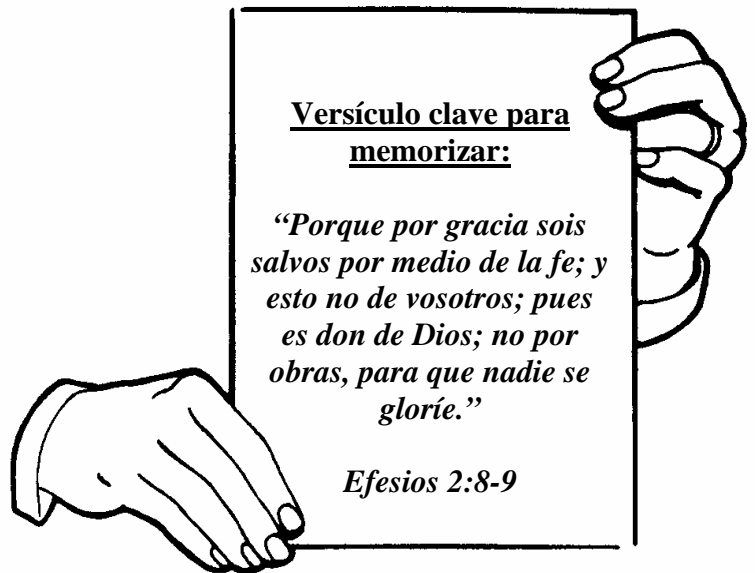 Versículo clave para
memorizar:
“Porque por gracia sois
salvos por medio de la fe; y
esto no de vosotros; pues
es don de Dios; no por
obras, para que nadie se
gloríe.”
Efesios 2:8-9